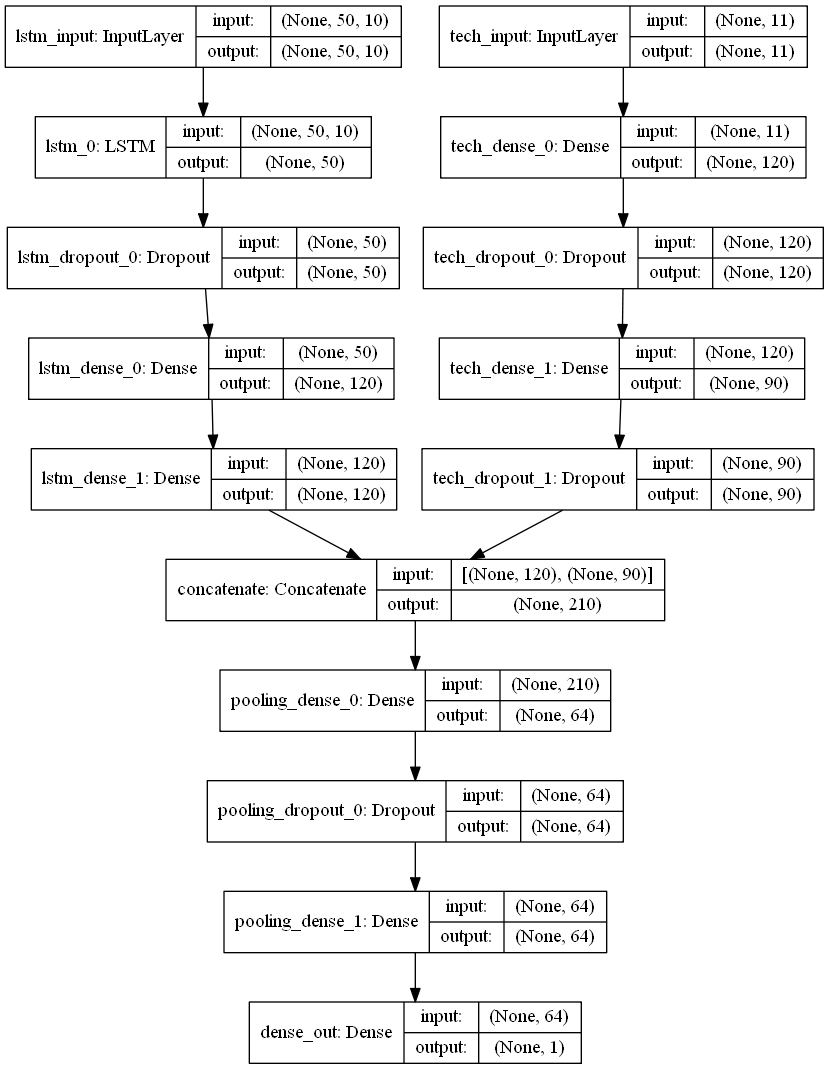 lstm_input: InputLayer
input: (None, 50, 10)
output: (None, 50, 10)
tech_input: InputLayer
input: (None, 11)
output: (None, 11)
lstm_0: LSTM
input: (None, 50, 10)
output: (None, 50)
tech_dense_0: Dense
input: (None, 11)
output: (None, 120)
lstm_dropout_0: Dropout
input: (None, 50)
output: (None, 50)
tech_dropout_0: Dropout
input: (None, 120)
output: (None, 120)
lstm_dense_0: Dense
input: (None, 50)
output: (None, 120)
tech_dense_1: Dense
input: (None, 120)
output: (None, 90)
lstm_dense_1: Dense
input: (None, 120)
output: (None, 120)
tech_dropout_1: Dropout
input: (None, 90)
output: (None, 90)
concatenate: Concatenate
input: [(None, 120), (None, 90)]
output: (None, 210)
pooling_dense_0: Dense
input: (None, 210)
output: (None, 64)
pooling_dropout_0: Dropout
input: (None, 64)
output: (None, 64)
pooling_dense_1: Dense
input: (None, 64)
output: (None, 64)
dense_out: Dense
input: (None, 64)
output: (None, 1)